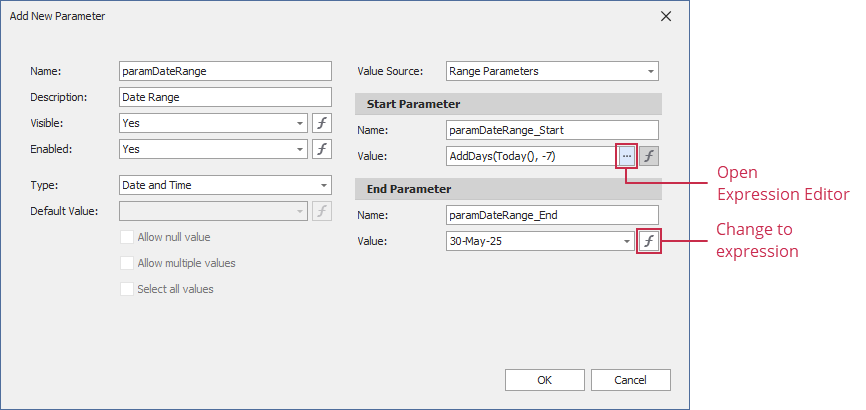 Add New Parameter
Name: paramDateRange
Description: Date Range
Visible: Yes
Enabled: Yes
Type: Date and Time
Default Value:
Allow null value
Allow multiple values
Select all values
Value Source: Range Parameters
Start Parameter
Name: paramDateRange_Start
Value: AddDays(Today(), -7)
End Parameter
Name: paramDateRange_End
Value: 30-May-25
OK
Cancel
Open
Expression Editor
Change to
expression